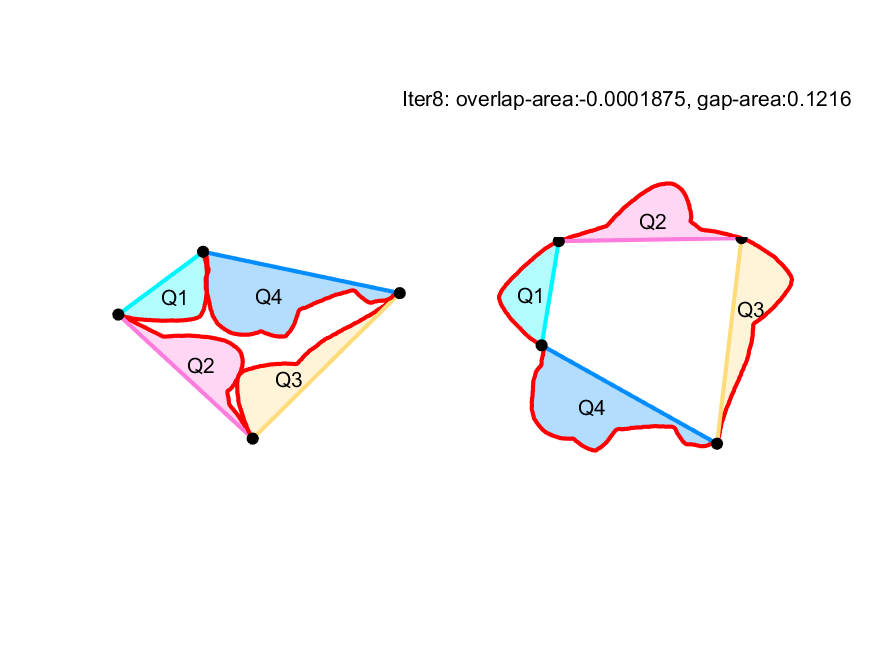 Iter8: overlap-area:-0.0001875, gap-area:0.1216
Q1
Q4
Q2
Q3
Q2
Q1
Q3
Q4